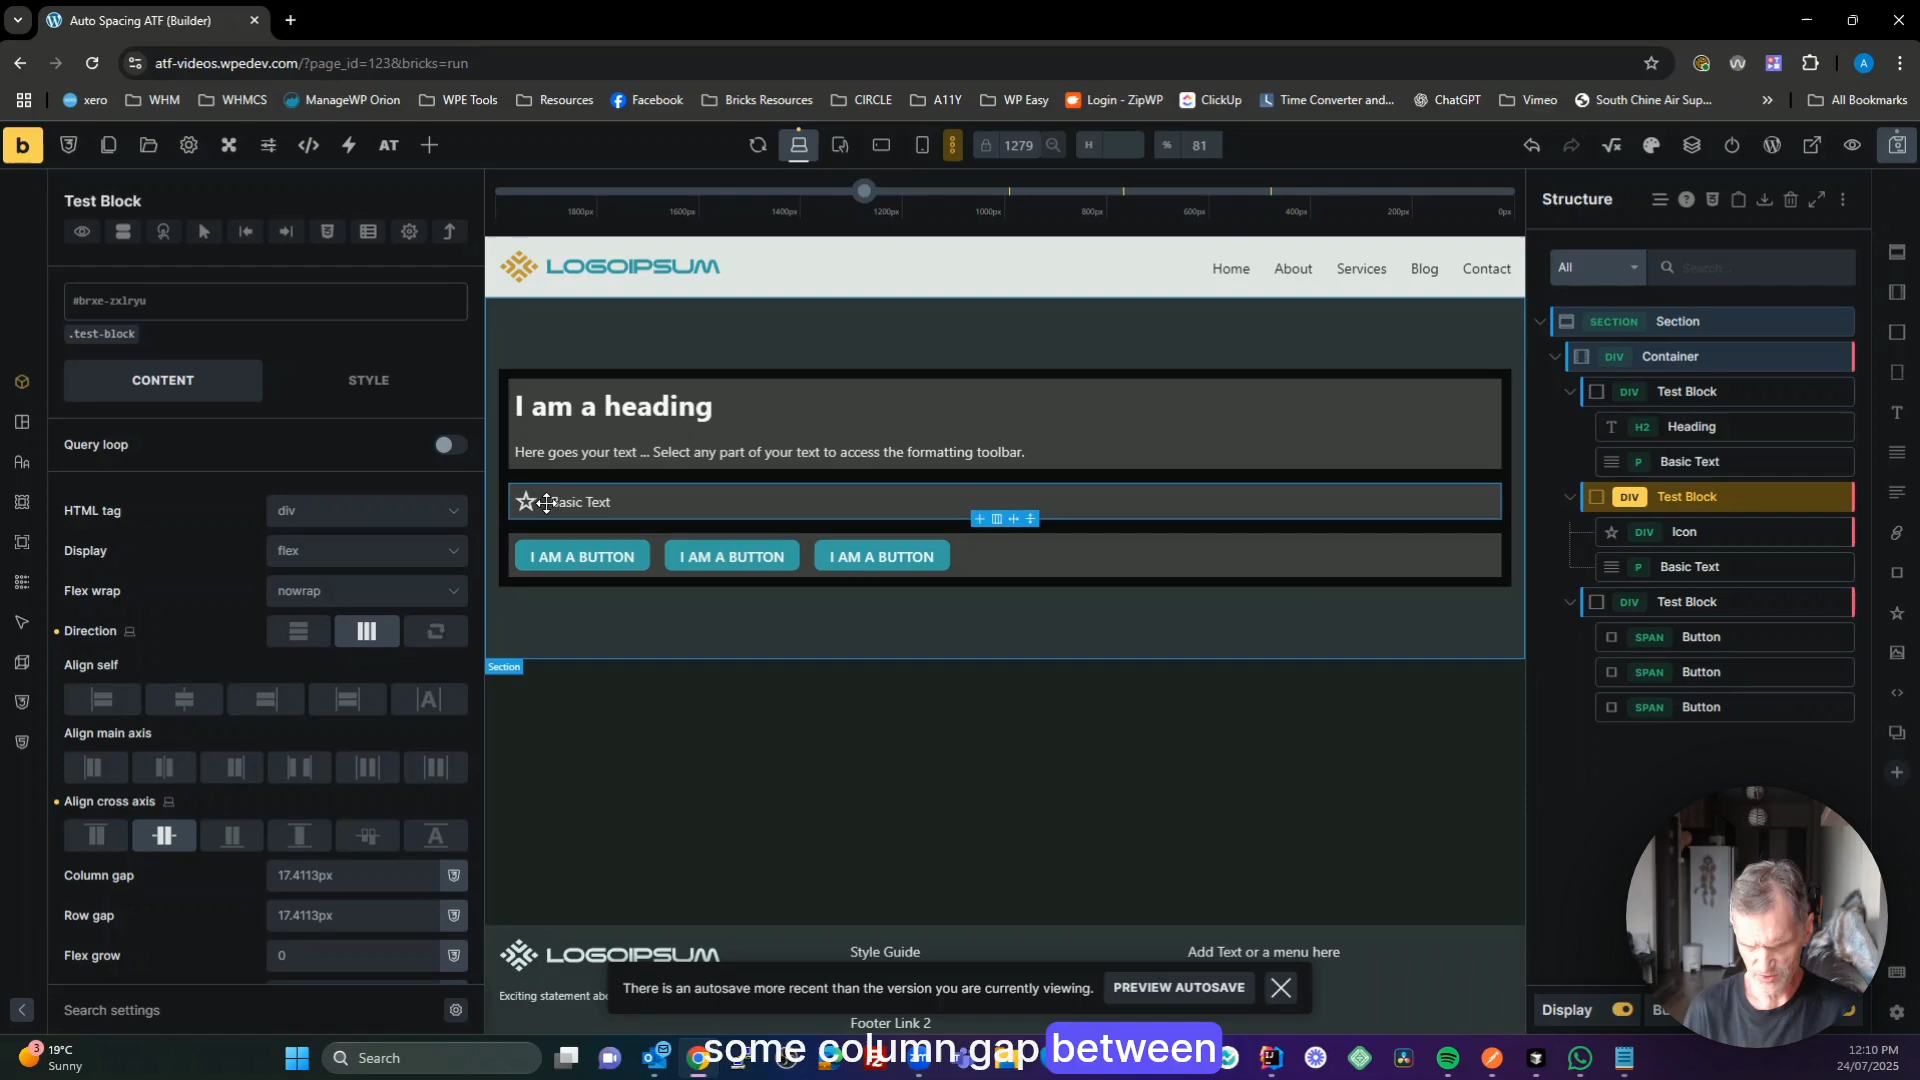 Auto Spacing ATF (Builder)
atf-videos.wpedev.com/?page_id=123&bricks=run
xero
WHM
WHMCS
ManageWP Orion
WPE Tools
Resources
Facebook
Bricks Resources
CIRCLE
A11Y
WP Easy
Login - ZipWP
ClickUp
Time Converter and...
ChatGPT
Vimeo
South China Air Sup...
All Bookmarks
b
AT
1279
H
%
81
Test Block
#brxe-zxlryu
.test-block
CONTENT
STYLE
Query loop
HTML tag
div
Display
flex
Flex wrap
nowrap
Direction
Align self
Align main axis
Align cross axis
Column gap
17.4113px
Row gap
17.4113px
Flex grow
0
Search settings
1800px
1600px
1400px
1200px
1000px
800px
600px
400px
200px
0px
LOGOIPSUM
Home
About
Services
Blog
Contact
I am a heading
Here goes your text ... Select any part of your text to access the formatting toolbar.
Basic Text
I AM A BUTTON
I AM A BUTTON
I AM A BUTTON
Section
LOGOIPSUM
Style Guide
Add Text or a menu here
There is an autosave more recent than the version you are currently viewing.
PREVIEW AUTOSAVE
Footer Link 2
Structure
All
Search...
SECTION Section
DIV Container
DIV Test Block
H2 Heading
P Basic Text
DIV Test Block
DIV Icon
P Basic Text
DIV Test Block
SPAN Button
SPAN Button
SPAN Button
Display
some column gap between
3
19°C
Sunny
Search
12:10 PM
24/07/2025